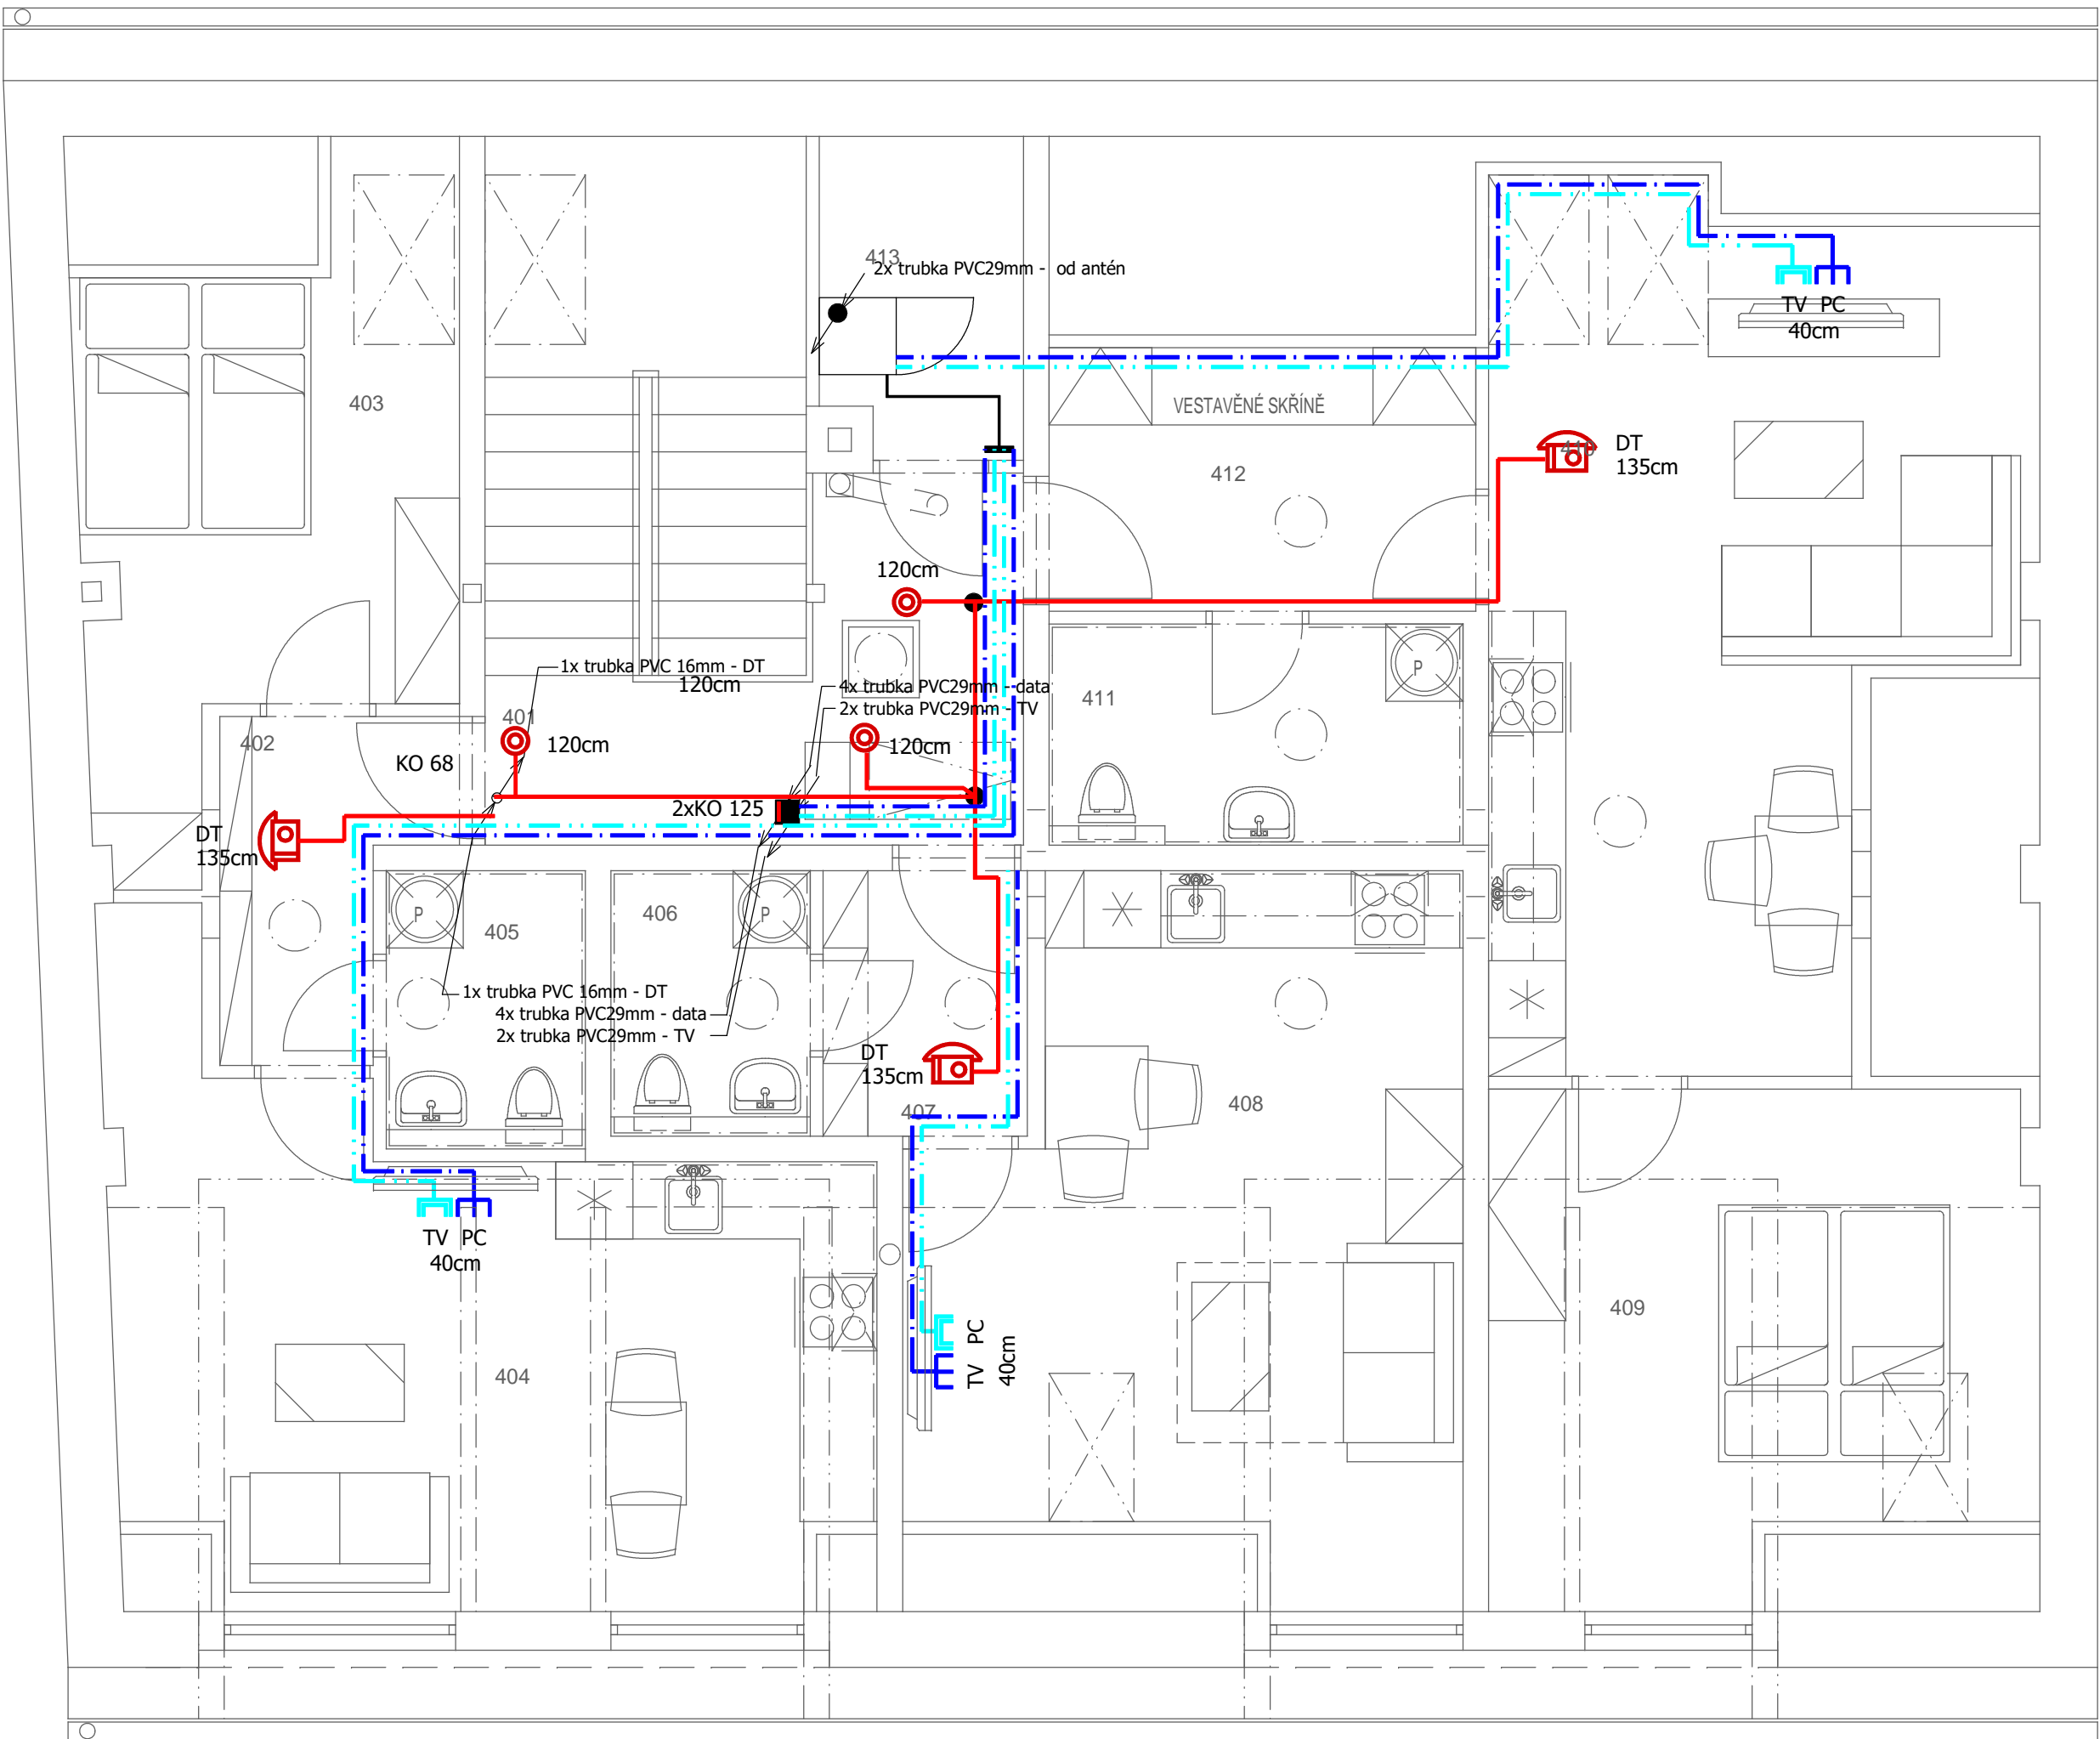 413
2x trubka PVC29mm -  od antén
TV  PC
40cm
403
VESTAVĚNÉ SKŘÍNĚ
410
DT
135cm
412
120cm
1x trubka PVC 16mm - DT
120cm
4x trubka PVC29mm - data
2x trubka PVC29mm - TV
411
P
401
402
KO 68
120cm
120cm
2xKO 125
DT
135cm
P
405
406
P
1x trubka PVC 16mm - DT
4x trubka PVC29mm - data
2x trubka PVC29mm - TV
DT
135cm
407
408
TV  PC
40cm
409
TV  PC
40cm
404